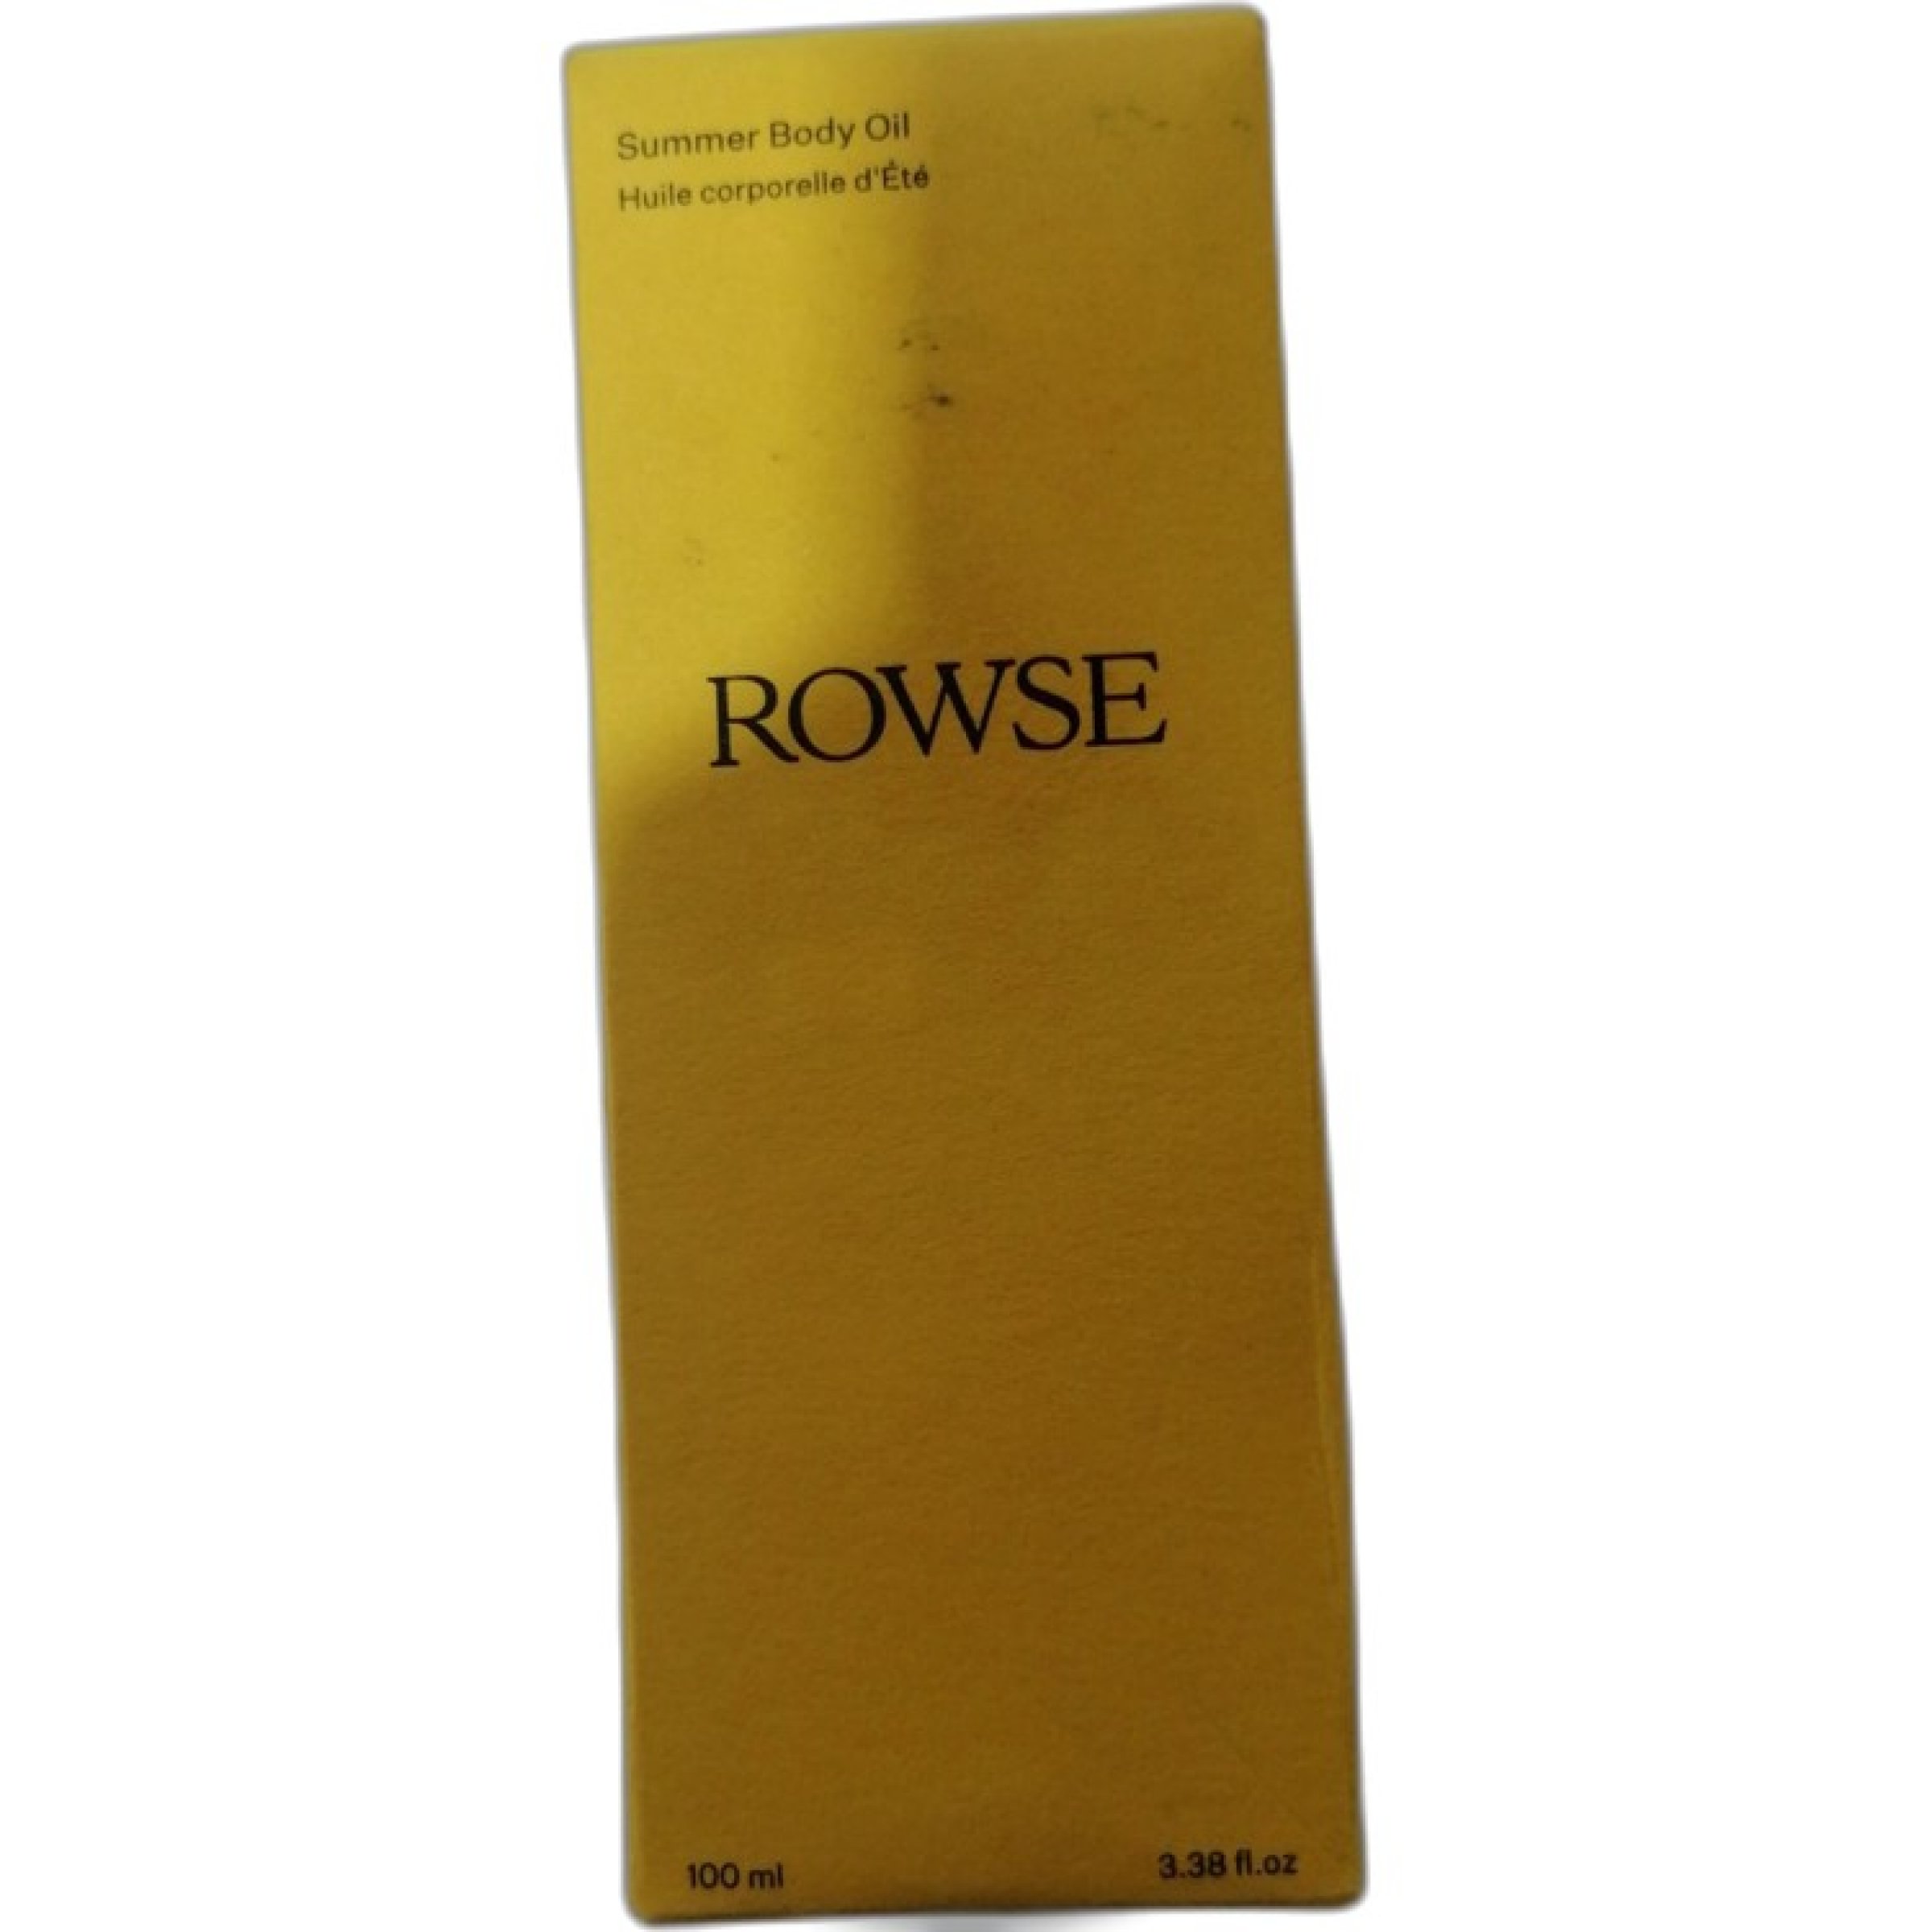 Summer Body Oil
Huile corporelle d'Été
ROWSE
100 ml
3.38 fl.oz